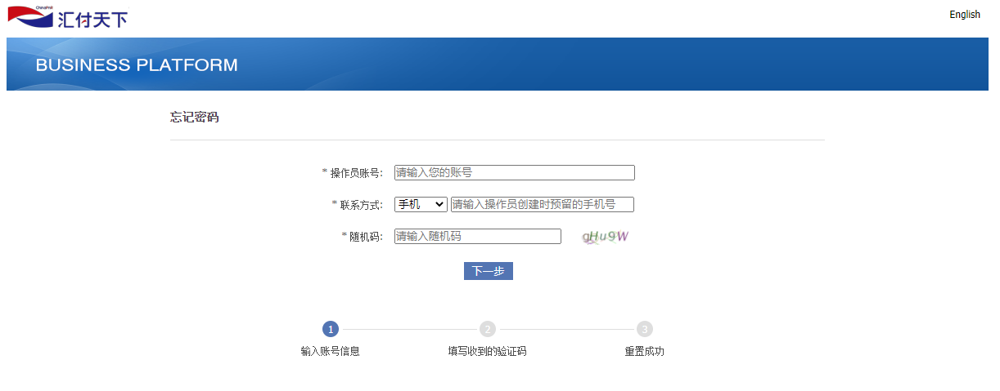 ChinaPnR
汇付天下
English
BUSINESS PLATFORM
忘记密码
* 操作员账号: 请输入您的账号
* 联系方式: 手机 请输入操作员创建时预留的手机号
* 随机码: 请输入随机码 gHu9W
下一步
1 2 3
输入账号信息 填写收到的验证码 重置成功